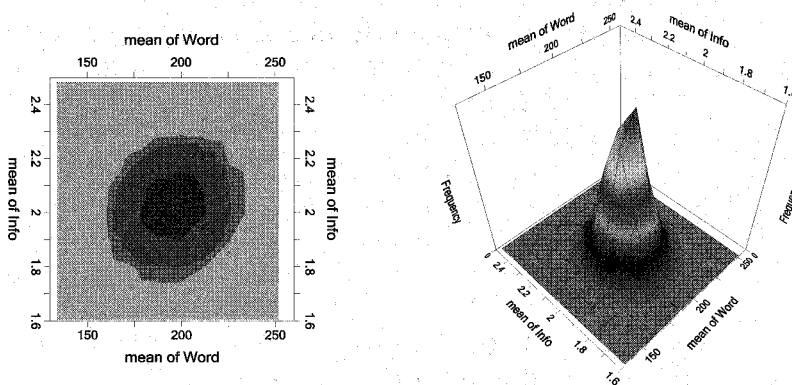 mean of Word
150 200 250
2.4 2.4
2.2 2.2
mean of Info 2 2 mean of Info
1.8 1.8
1.6 1.6
150 200 250
mean of Word
mean of Word
150 200 250
mean of Info
2.4 2.2 2 1.8
Frequency
Frequency
0
2.4 2.2 2 1.8 1.6
mean of Info
150 200 250
mean of Word
0